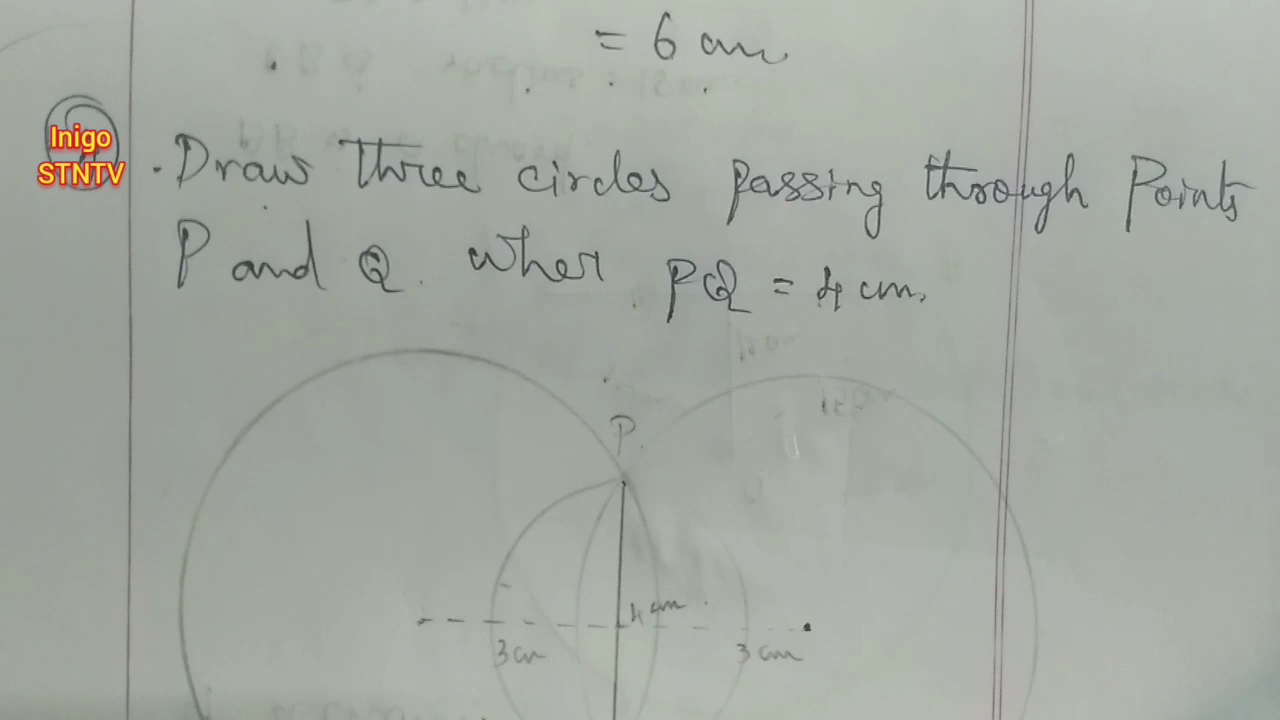 = 6 cm
Inigo
STNTV
. Draw three circles passing through Points
P and Q. when PQ = 4 cm.
P.
4 cm.
3 cm
3 cm